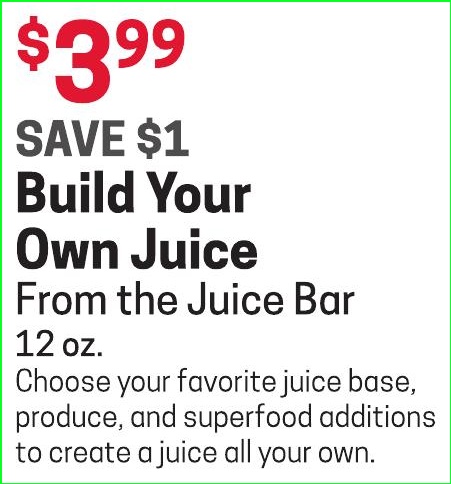 $3.99
SAVE $1
Build Your
Own Juice
From the Juice Bar
12 oz.
Choose your favorite juice base,
produce, and superfood additions
to create a juice all your own.